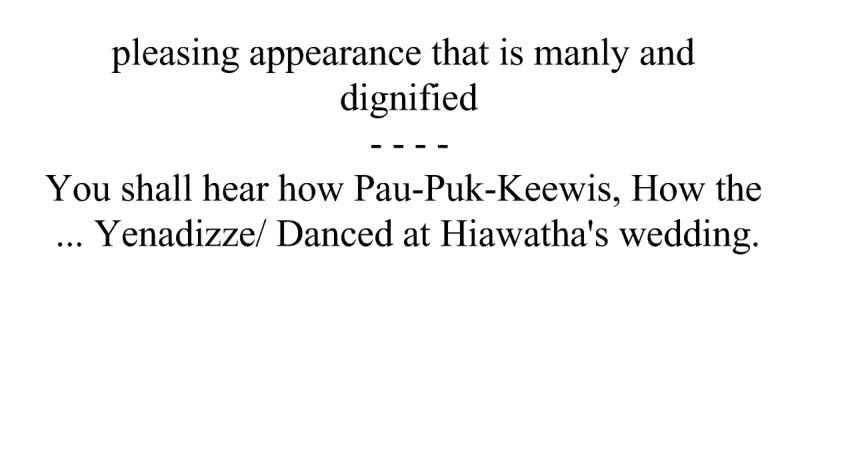 pleasing appearance that is manly and
dignified
- - - -
You shall hear how Pau-Puk-Keewis, How the
... Yenadizze/ Danced at Hiawatha's wedding.